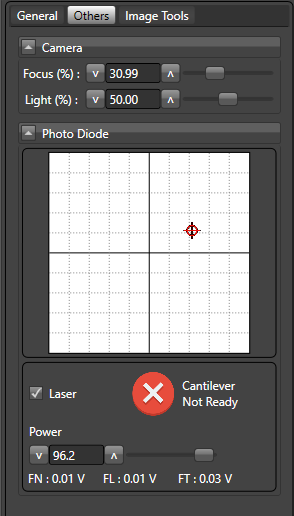 General Others Image Tools
Camera
Focus (%) : v 30.99 ʌ
Light (%) : v 50.00 ʌ
Photo Diode
Laser
Cantilever
Not Ready
Power
v 96.2 ʌ
FN : 0.01 V FL : 0.01 V FT : 0.03 V